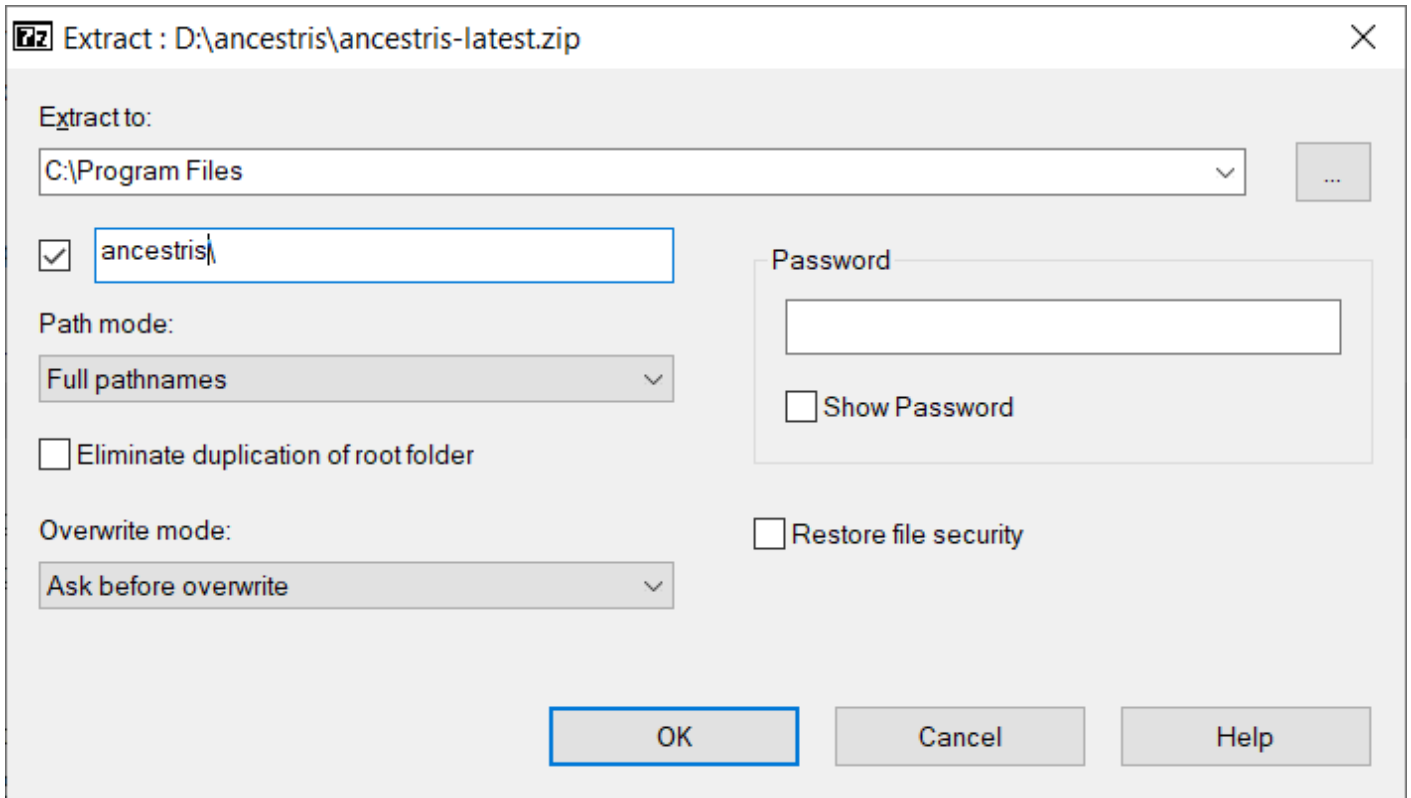 7z Extract : D:\ancestris\ancestris-latest.zip
Extract to:
C:\Program Files
...
ancestris\
Password
Path mode:
Full pathnames
Show Password
Eliminate duplication of root folder
Overwrite mode:
Restore file security
Ask before overwrite
OK
Cancel
Help